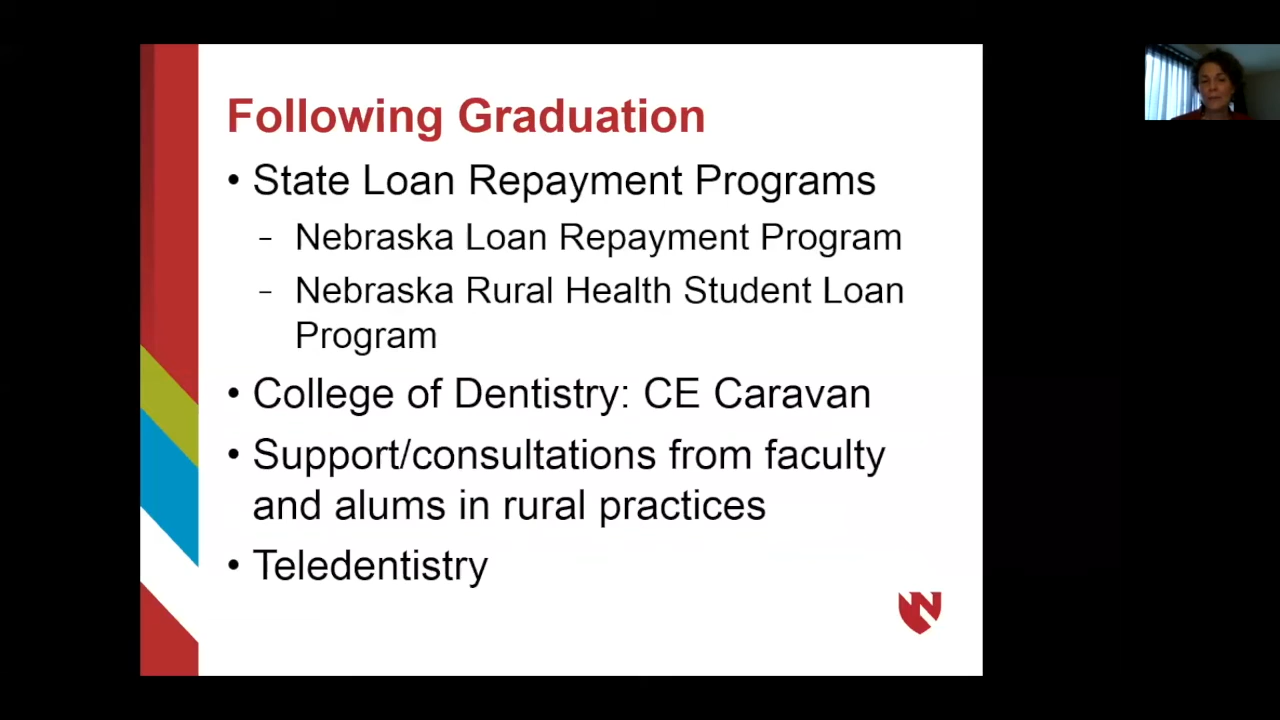 Following Graduation
• State Loan Repayment Programs
– Nebraska Loan Repayment Program
– Nebraska Rural Health Student Loan
Program
• College of Dentistry: CE Caravan
• Support/consultations from faculty
and alums in rural practices
• Teledentistry